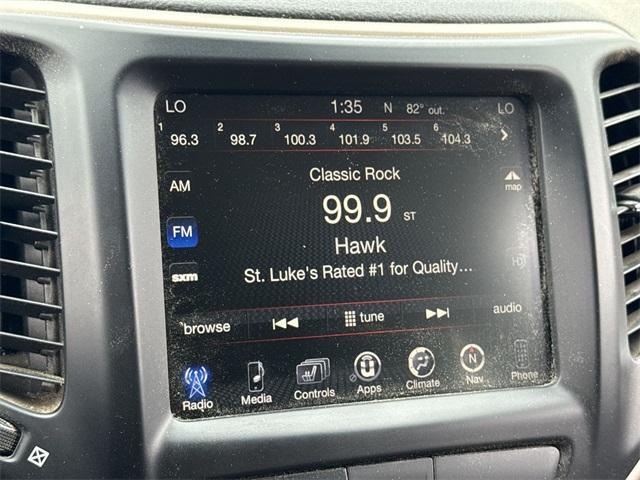 LO 1:35 N 82° out. LO
1 96.3 2 98.7 3 100.3 4 101.9 5 103.5 6 104.3
Classic Rock
AM
map
99.9 ST
FM
Hawk
HD
sxm
St. Luke's Rated #1 for Quality...
browse tune audio
Radio Media Controls Apps Climate N Nav Phone